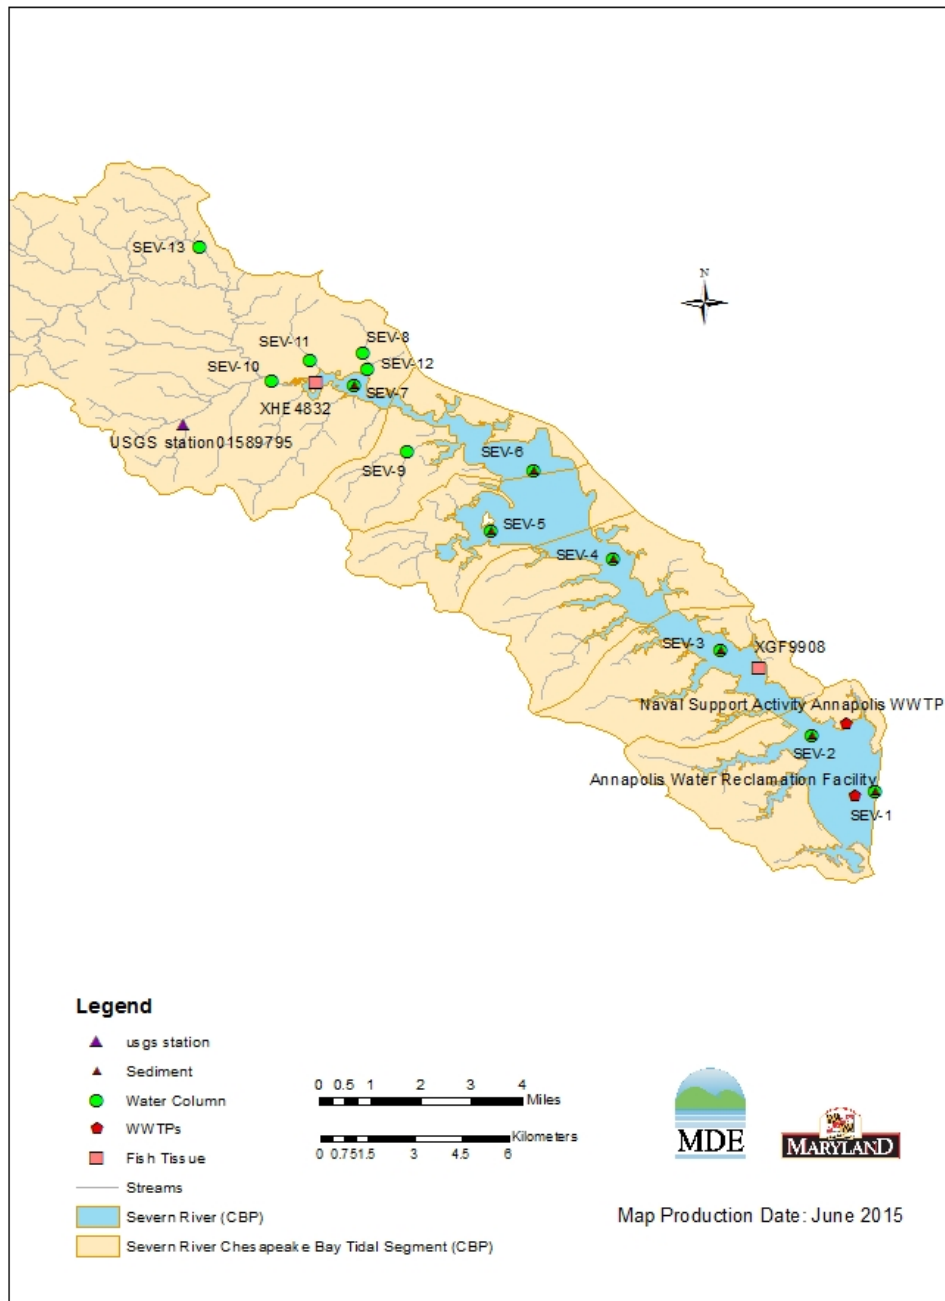 SEV-13
N
SEV-8
SEV-11
SEV-12
SEV-10
SEV-7
XHE4832
USGS station01589795
SEV-6
SEV-9
SEV-5
SEV-4
SEV-3
XGF9908
Naval Support Activity Annapolis WWTP
SEV-2
Annapolis Water Reclamation Facility
SEV-1
Legend
usgs station
Sediment
Water Column
WWTPs
Fish Tissue
Streams
Severn River (CBP)
Severn River Chesapeake Bay Tidal Segment (CBP)
0 0.5 1 2 3 4
Miles
Kilometers
0 0.751.5 3 4.5 6
MDE
MARYLAND
Map Production Date: June 2015